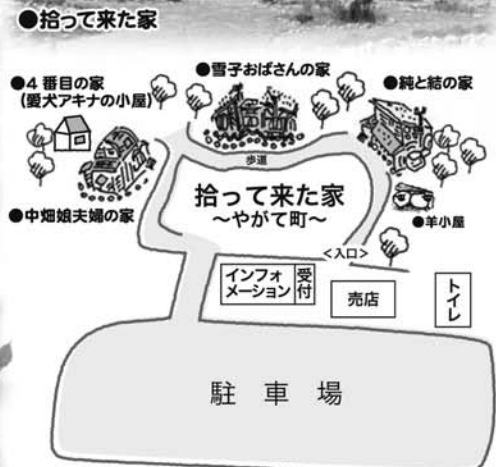 ●拾って来た家
●4番目の家
(愛犬アキナの小屋)
●雪子おばさんの家
●純と結の家
●中畑娘夫婦の家
歩道
拾って来た家
~やがて町~
●羊小屋
<入口>
インフォ
メーション
受付
売店
トイレ
駐車場